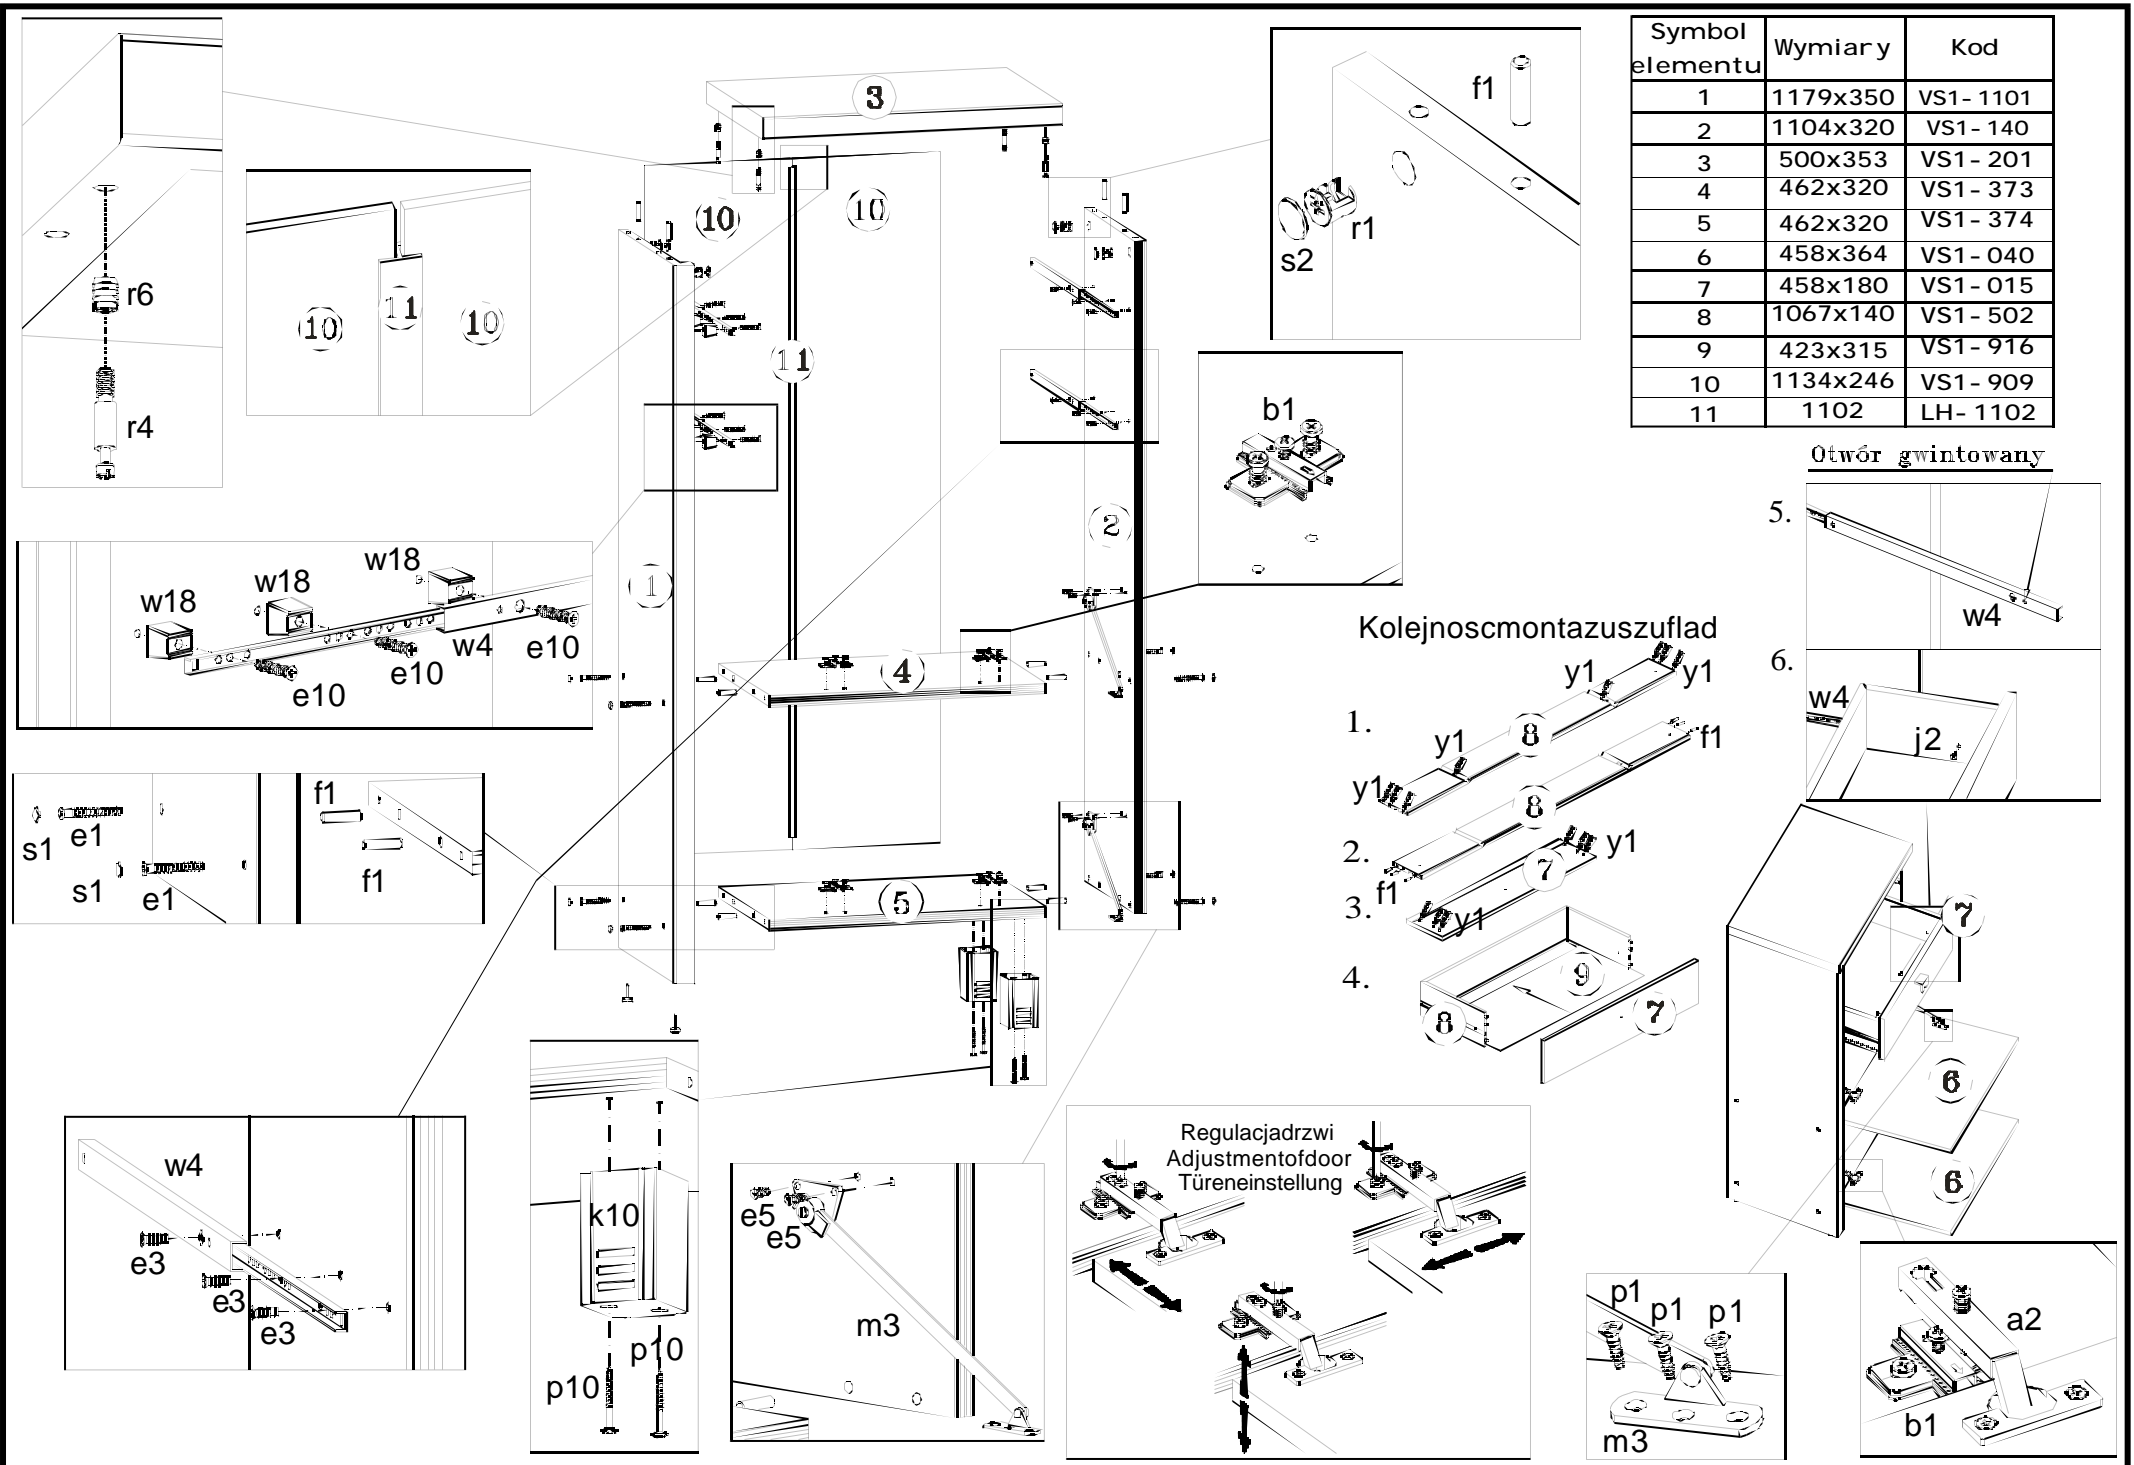 Symbol elementu Wymiary Kod
1 1179x350 VS1-1101
2 1104x320 VS1-140
3 500x353 VS1-201
4 462x320 VS1-373
5 462x320 VS1-374
6 458x364 VS1-040
7 458x180 VS1-015
8 1067x140 VS1-502
9 423x315 VS1-916
10 1134x246 VS1-909
11 1102 LH-1102
r6
r4
10
11
10
3
10
10
11
1
2
4
5
f1
r1
s2
b1
w18
w18
w18
w4
e10
e10
e10
s1
e1
s1
e1
f1
f1
Otwór gwintowany
5.
w4
6.
w4
j2
Kolejnoscmontazuszuflad
1.
y1
y1
8
y1
y1
2.
f1
8
f1
3.
y1
7
y1
4.
9
8
7
7
6
6
w4
e3
e3
e3
k10
p10
p10
e5
e5
m3
Regulacjadrzwi
Adjustmentofdoor
Türeneinstellung
p1
p1
p1
m3
a2
b1